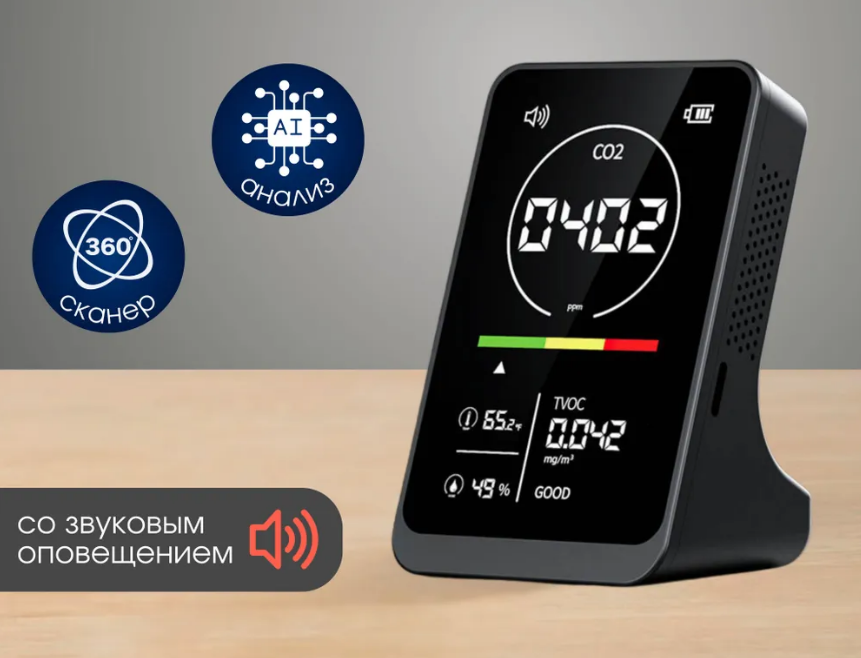 AI
анализ
360°
сканер
CO2
0402
ppm
65.2°F
49%
TVOC
0.042
mg/m³
GOOD
со звуковым
оповещением